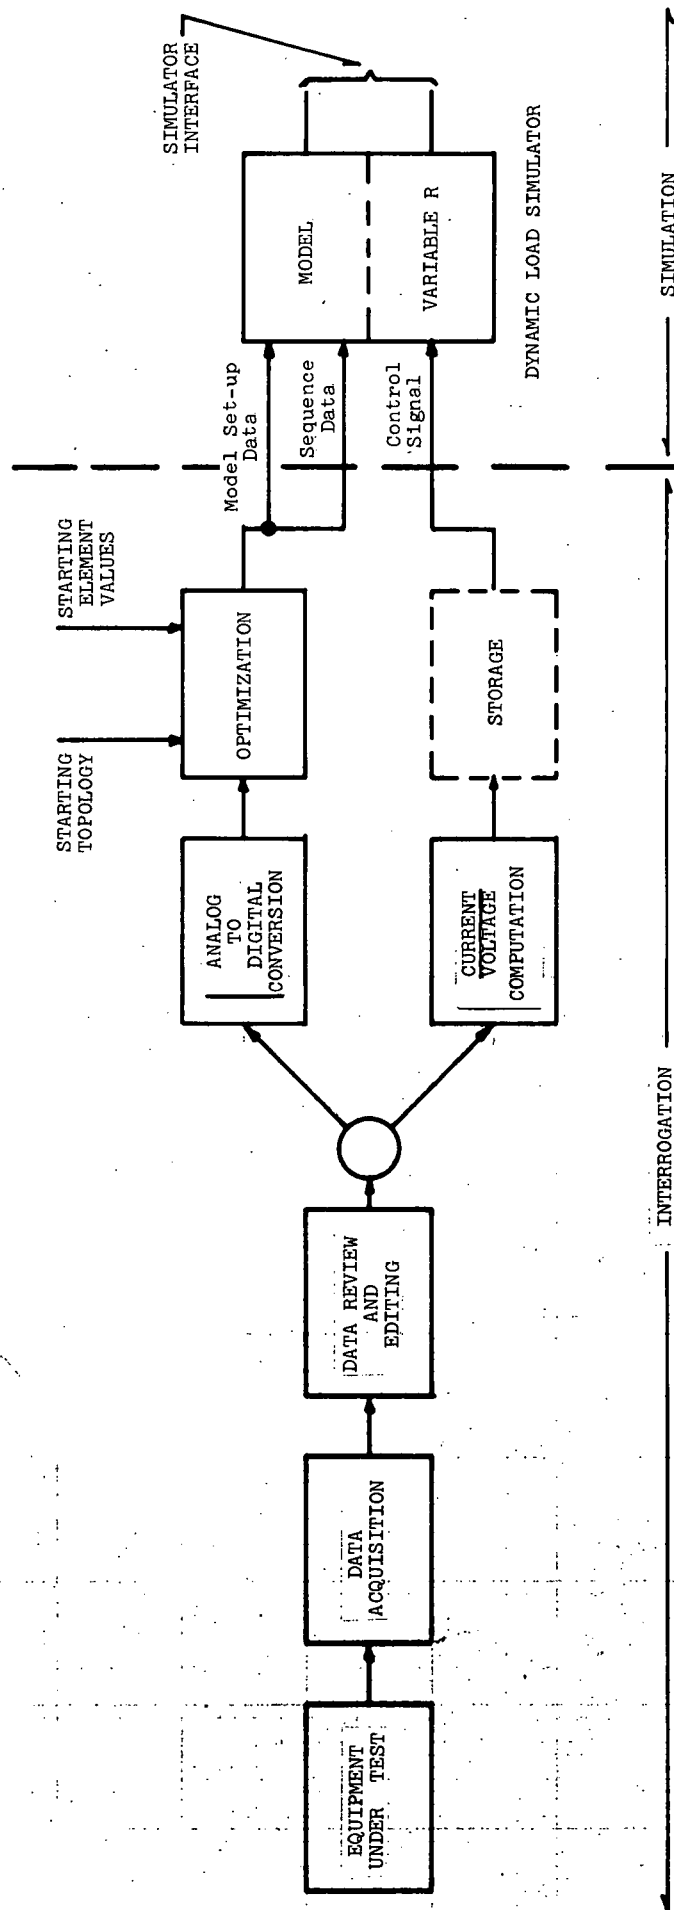 EQUIPMENT
UNDER TEST
DATA
ACQUISITION
DATA REVIEW
AND
EDITING
ANALOG
TO
DIGITAL
CONVERSION
CURRENT
VOLTAGE
COMPUTATION
STARTING
TOPOLOGY
STARTING
ELEMENT
VALUES
OPTIMIZATION
STORAGE
Model Set-up
Data
Sequence
Data
Control
Signal
MODEL
VARIABLE R
SIMULATOR
INTERFACE
DYNAMIC LOAD SIMULATOR
INTERROGATION
SIMULATION